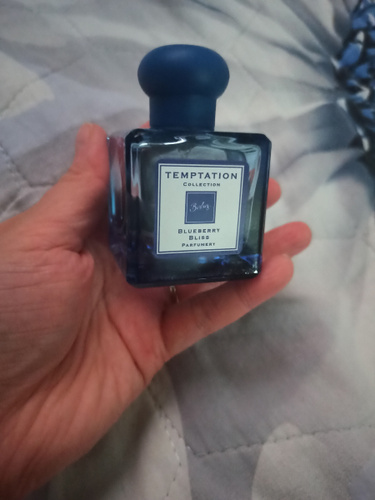 TEMPTATION
COLLECTION
BLUEBERRY
BLISS
PARFUMERY